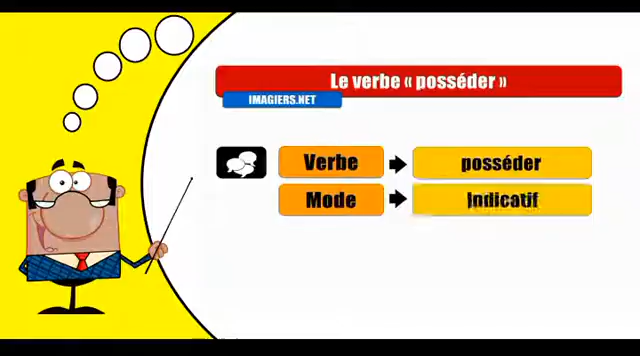 Le verbe « posséder »
IMAGIERS.NET
Verbe posséder
Mode Indicatif